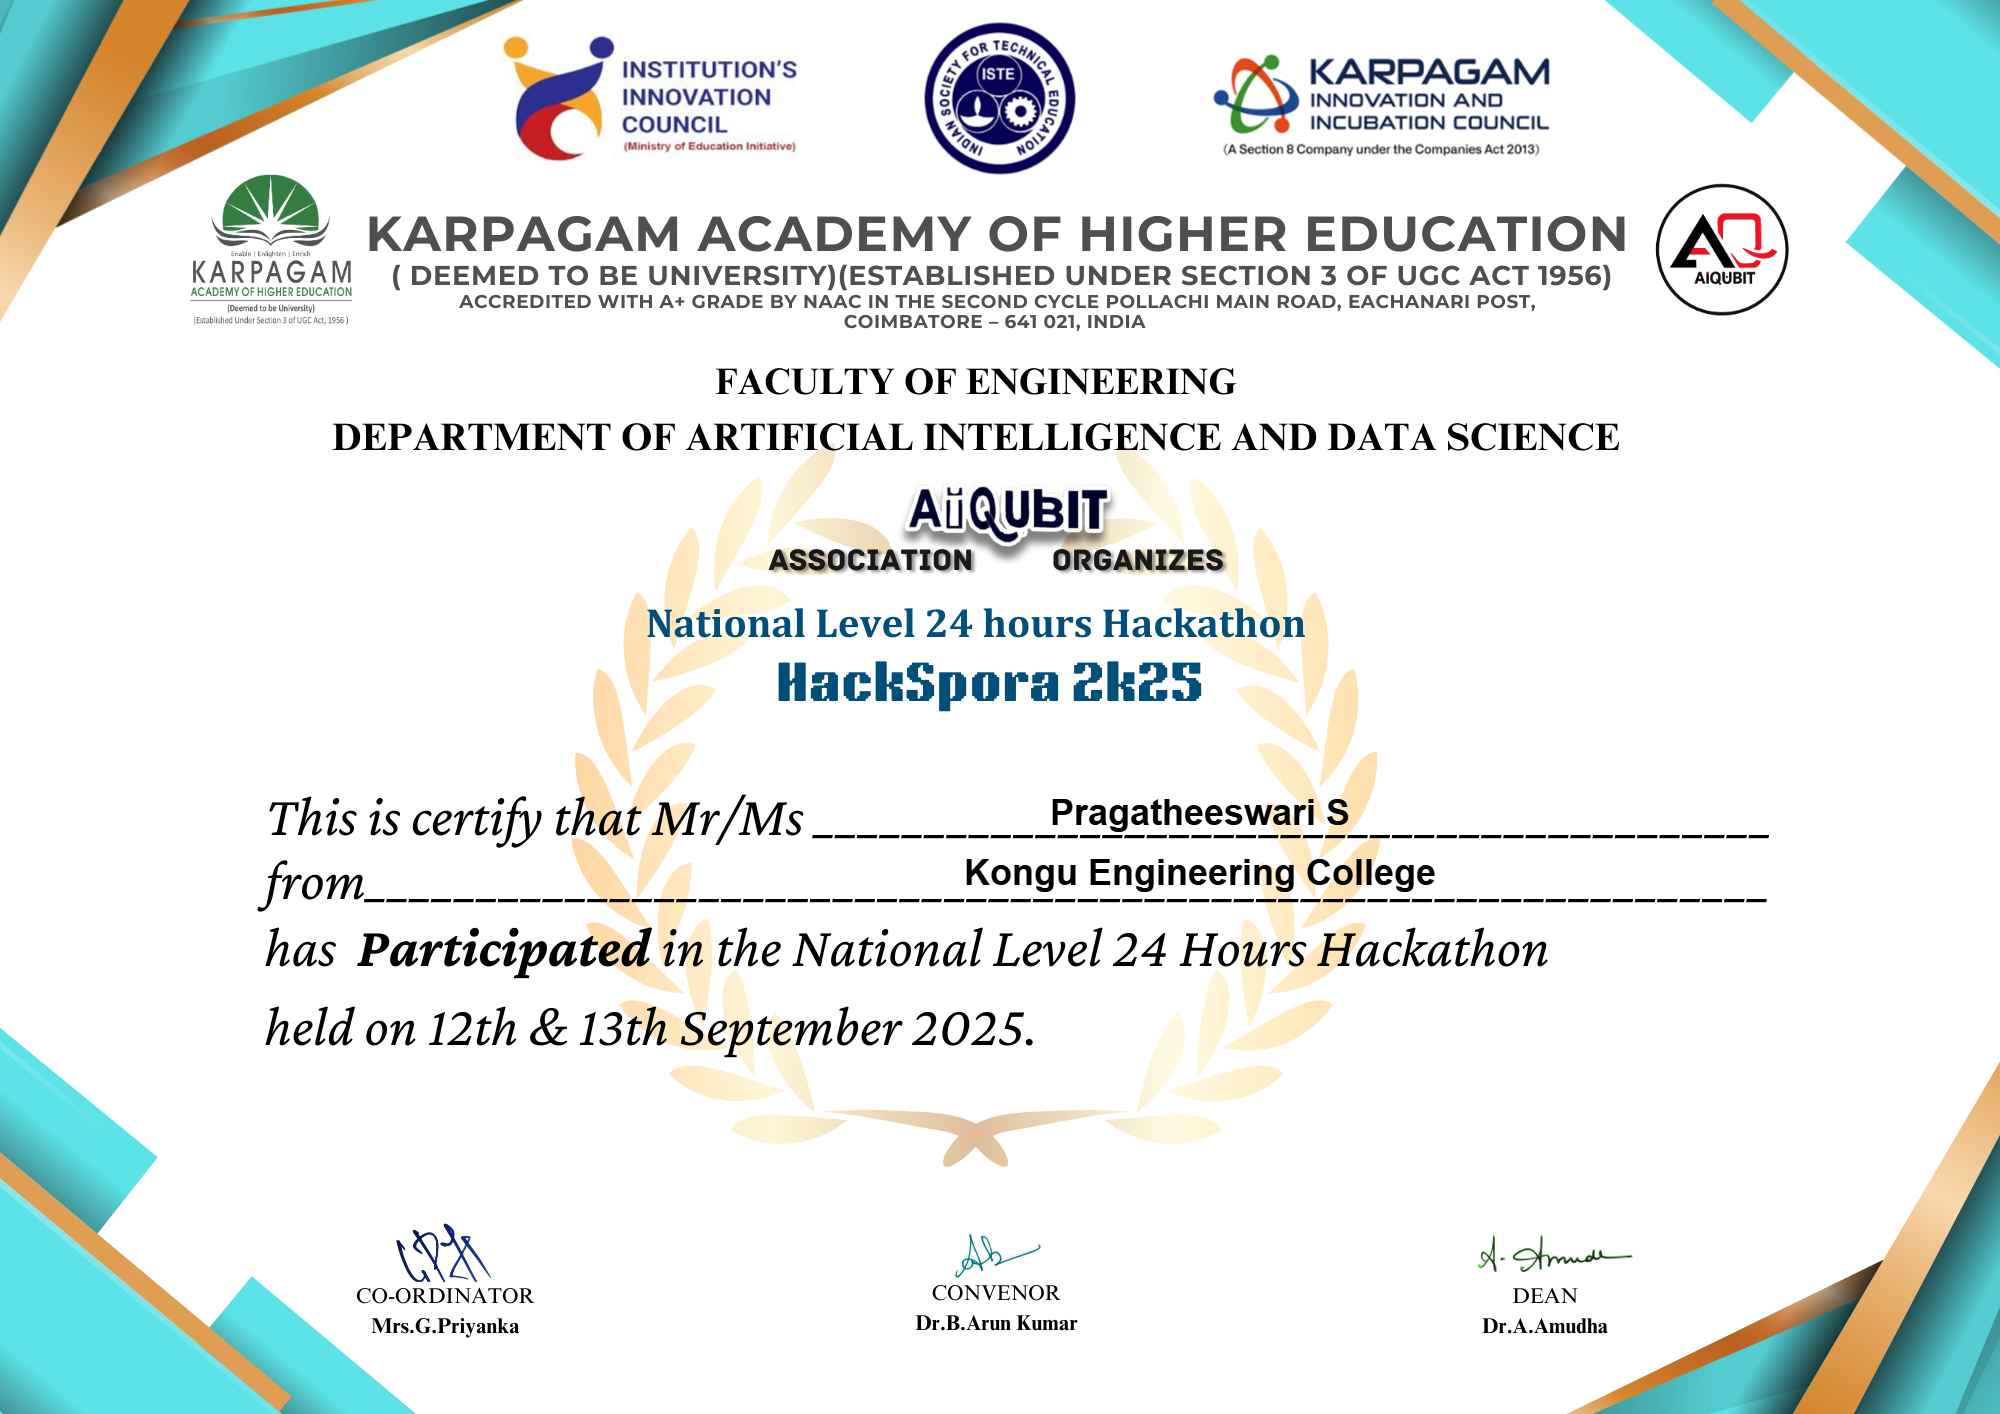 INSTITUTION'S
INNOVATION
COUNCIL
(Ministry of Education Initiative)
INDIAN SOCIETY FOR TECHNICAL EDUCATION
ISTE
KARPAGAM
INNOVATION AND
INCUBATION COUNCIL
(A Section 8 Company under the Companies Act 2013)
Enable | Enlighten | Enrich
KARPAGAM
ACADEMY OF HIGHER EDUCATION
(Deemed to be University)
(Established Under Section 3 of UGC Act, 1956 )
KARPAGAM ACADEMY OF HIGHER EDUCATION
( DEEMED TO BE UNIVERSITY)(ESTABLISHED UNDER SECTION 3 OF UGC ACT 1956)
ACCREDITED WITH A+ GRADE BY NAAC IN THE SECOND CYCLE POLLACHI MAIN ROAD, EACHANARI POST,
COIMBATORE – 641 021, INDIA
AQ
AIQUBIT
FACULTY OF ENGINEERING
DEPARTMENT OF ARTIFICIAL INTELLIGENCE AND DATA SCIENCE
AiQUbIT
ASSOCIATION ORGANIZES
National Level 24 hours Hackathon
HackSpora 2k25
This is certify that Mr/Ms Pragatheeswari S
from Kongu Engineering College
has Participated in the National Level 24 Hours Hackathon
held on 12th & 13th September 2025.
A. Amudha
CO-ORDINATOR
Mrs.G.Priyanka
CONVENOR
Dr.B.Arun Kumar
DEAN
Dr.A.Amudha